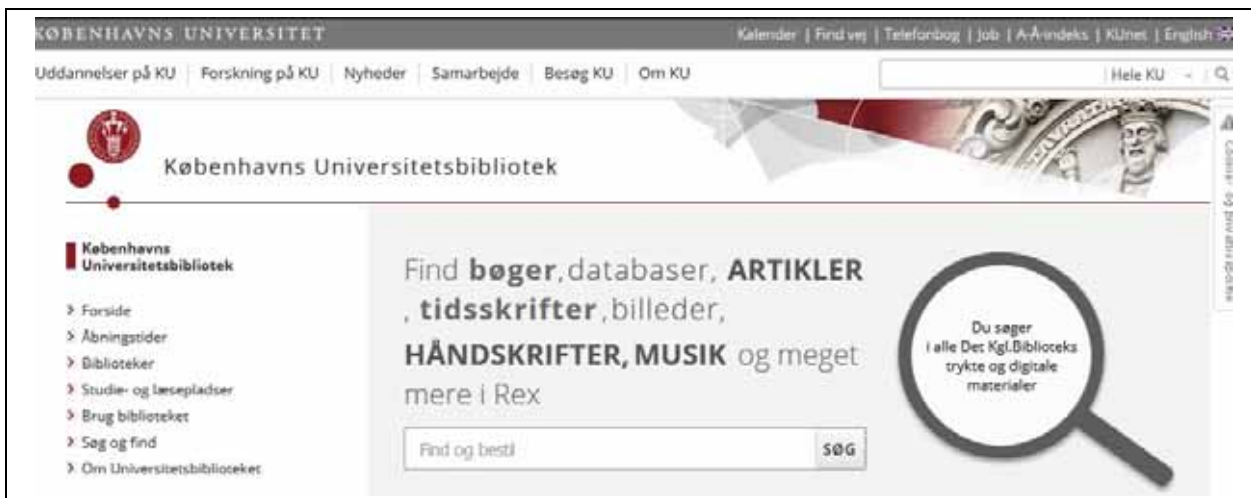 KØBENHAVNS UNIVERSITET
Kalender | Find vej | Telefonbog | Job | A-Å-indeks | KUnet | English
Uddannelser på KU | Forskning på KU | Nyheder | Samarbejde | Besøg KU | Om KU
Hele KU
Københavns Universitetsbibliotek
Københavns
Universitetsbibliotek
Forside
Åbningstider
Biblioteker
Studie- og læsepladser
Brug biblioteket
Søg og find
Om Universitetsbiblioteket
Find bøger, databaser, ARTIKLER
, tidsskrifter, billeder,
HÅNDSKRIFTER, MUSIK og meget
mere i Rex
Find og bestil
SØG
Du søger
i alle Det Kgl.Biblioteks
trykte og digitale
materialer
Cookie- og privatlivspolitik